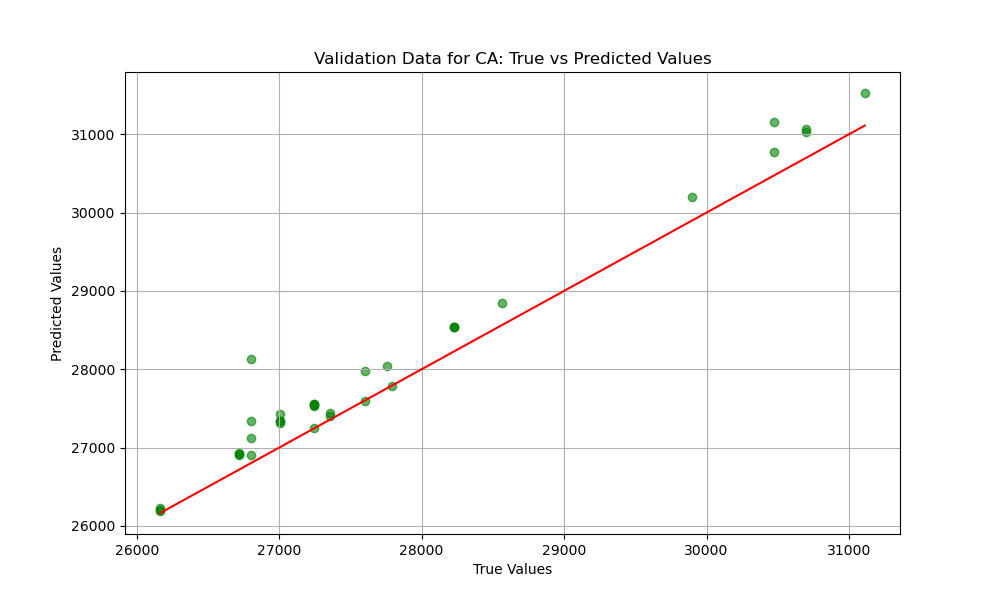 Validation Data for CA: True vs Predicted Values
Predicted Values
31000
30000
29000
28000
27000
26000
26000 27000 28000 29000 30000 31000
True Values